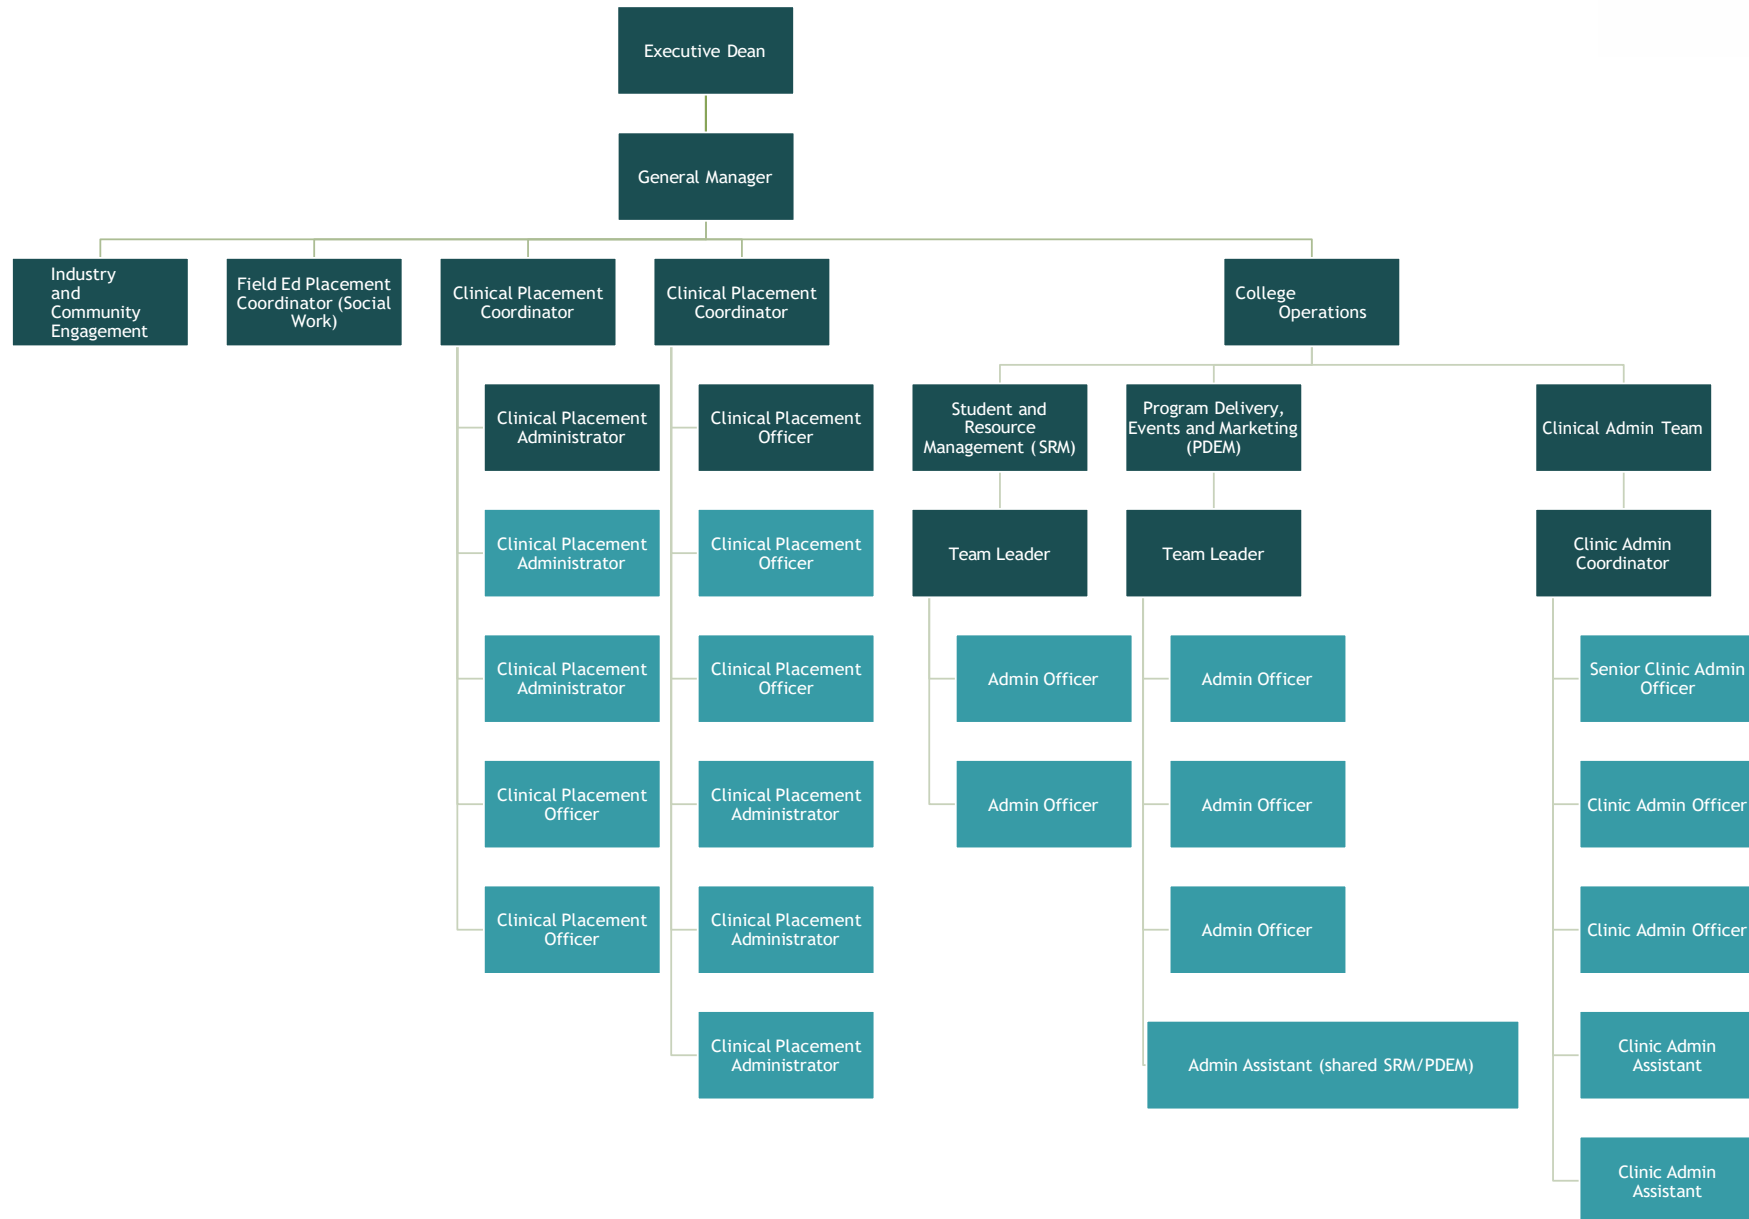 Executive Dean
General Manager
Industry
and
Community
Engagement
Field Ed Placement
Coordinator (Social
Work)
Clinical Placement
Coordinator
Clinical Placement
Coordinator
College
Operations
Clinical Placement
Administrator
Clinical Placement
Officer
Student and
Resource
Management (SRM)
Program Delivery,
Events and Marketing
(PDEM)
Clinical Admin Team
Clinical Placement
Administrator
Clinical Placement
Officer
Team Leader
Team Leader
Clinic Admin
Coordinator
Clinical Placement
Administrator
Clinical Placement
Officer
Admin Officer
Admin Officer
Senior Clinic Admin
Officer
Clinical Placement
Officer
Clinical Placement
Administrator
Admin Officer
Admin Officer
Clinic Admin Officer
Clinical Placement
Officer
Clinical Placement
Administrator
Admin Officer
Clinic Admin Officer
Clinical Placement
Administrator
Admin Assistant (shared SRM/PDEM)
Clinic Admin
Assistant
Clinic Admin
Assistant